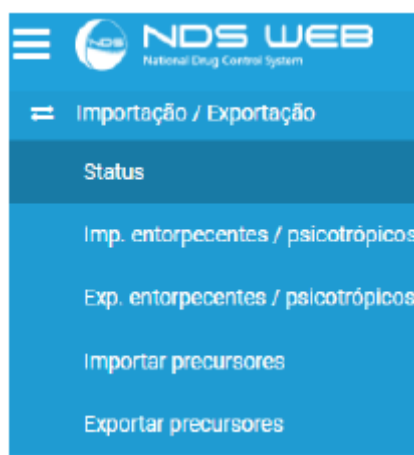 NDS
NDS WEB
National Drug Control System
Importação / Exportação
Status
Imp. entorpecentes / psicotrópicos
Exp. entorpecentes / psicotrópicos
Importar precursores
Exportar precursores